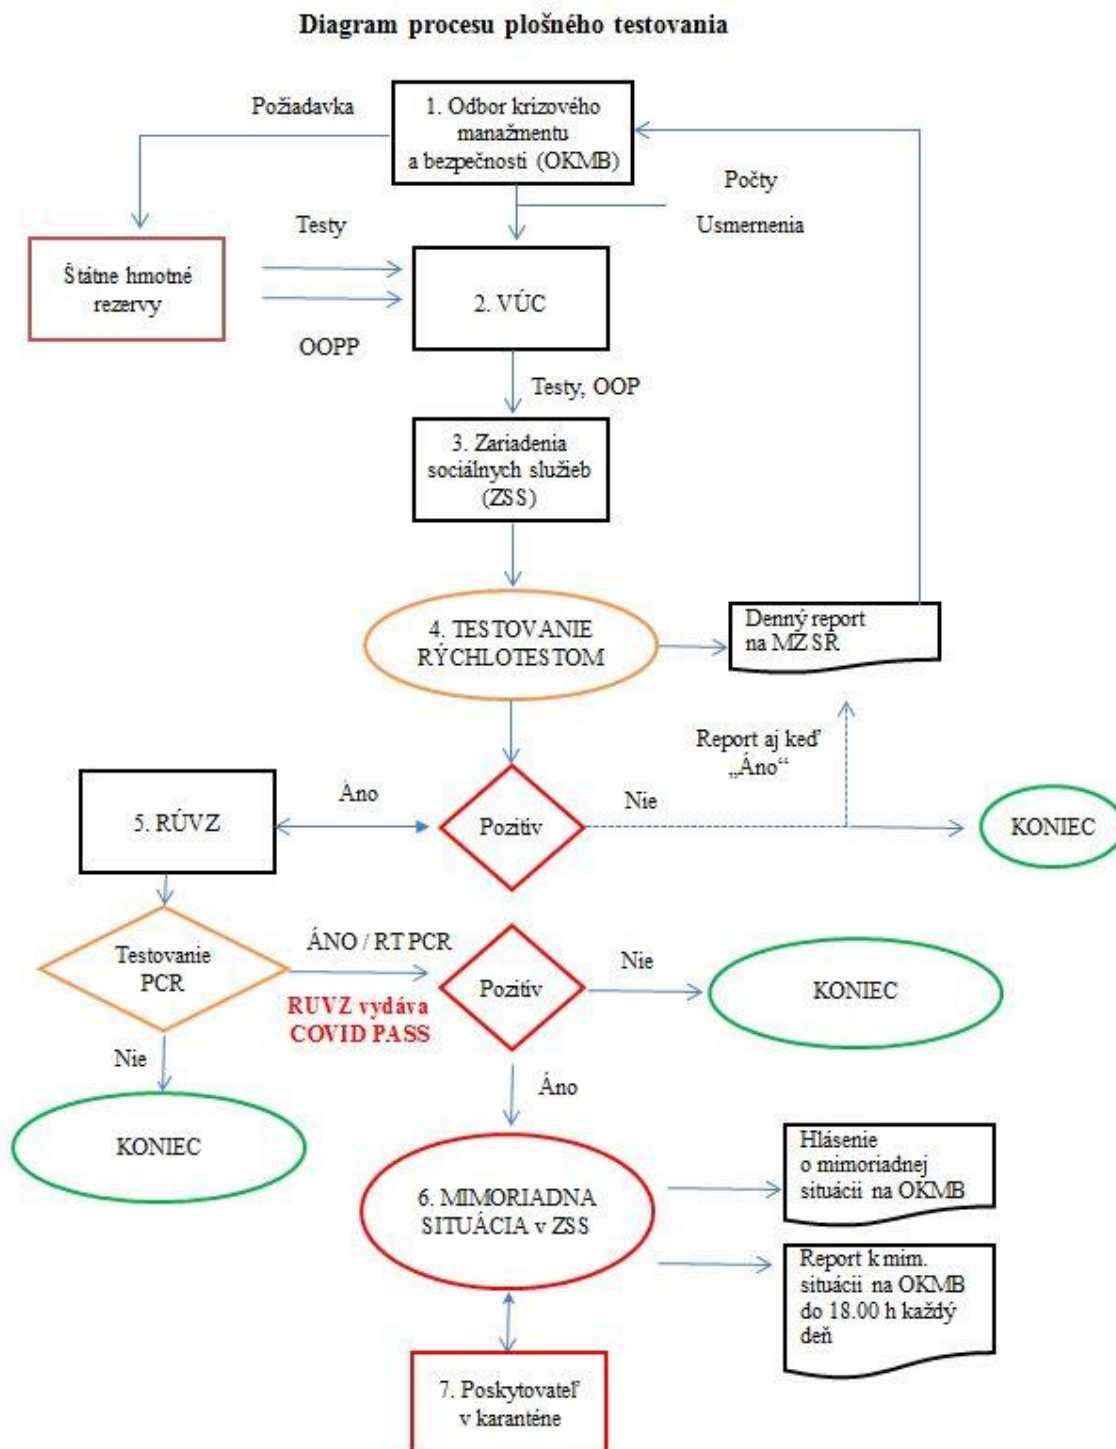 Diagram procesu plošného testovania
Požiadavka
1. Odbor krizového
manažmentu
a bezpečnosti (OKMB)
Počty
Usmernenia
Testy
Štátne hmotné
rezervy
2. VÚC
OOPP
Testy, OOP
3. Zariadenia
sociálnych služieb
(ZSS)
4. TESTOVANIE
RÝCHLOTESTOM
Denný report
na MZ SR
Report aj keď
„Áno“
Áno
Nie
5. RÚVZ
Pozitív
KONIEC
Testovanie
PCR
ÁNO / RT PCR
RUVZ vydáva
COVID PASS
Pozitív
Nie
KONIEC
Nie
Áno
KONIEC
6. MIMORIADNA
SITUÁCIA v ZSS
Hlásenie
o mimoriadnej
situácii na OKMB
Report k mim.
situácii na OKMB
do 18.00 h každý
deň
7. Poskytovateľ
v karanténe